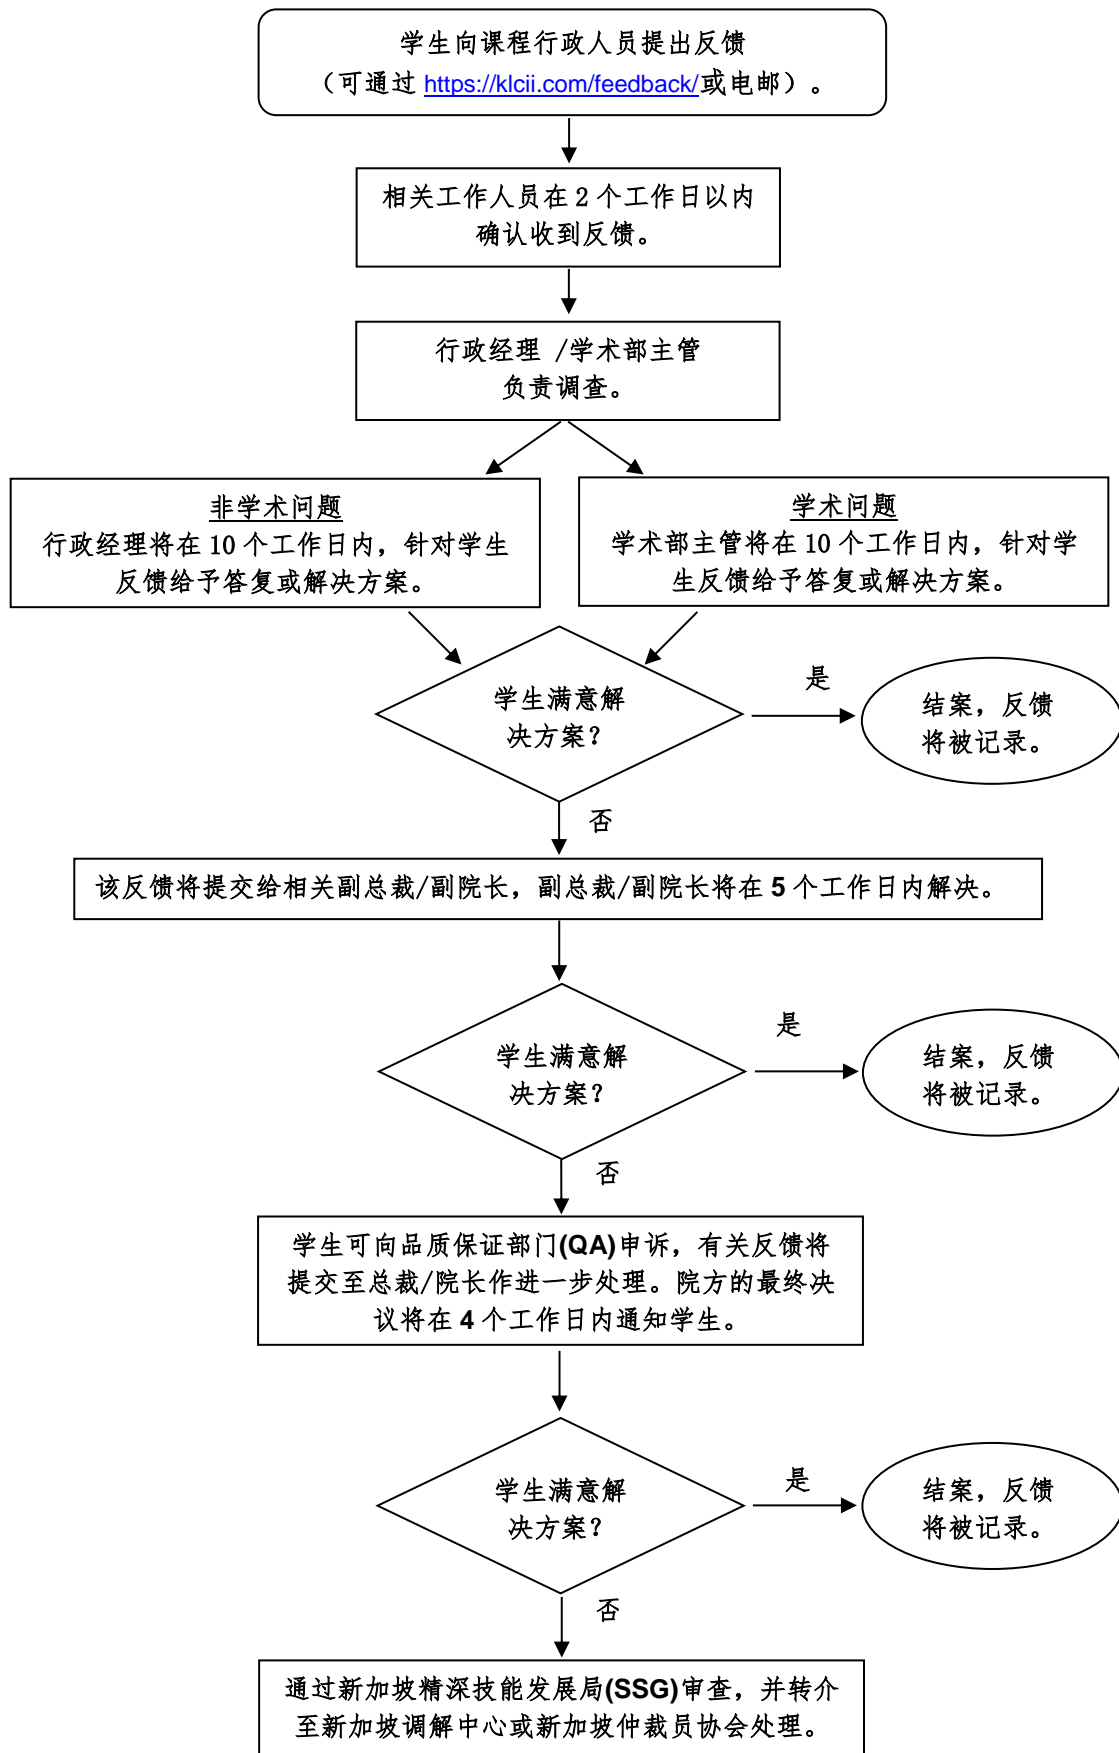 学生向课程行政人员提出反馈
（可通过 https://klcii.com/feedback/或电邮）。
相关工作人员在 2 个工作日以内
确认收到反馈。
行政经理 /学术部主管
负责调查。
非学术问题
行政经理将在 10 个工作日内，针对学生
反馈给予答复或解决方案。
学术问题
学术部主管将在 10 个工作日内，针对学
生反馈给予答复或解决方案。
学生满意解
决方案？
是
结案，反馈
将被记录。
否
该反馈将提交给相关副总裁/副院长，副总裁/副院长将在 5 个工作日内解决。
学生满意解
决方案？
是
结案，反馈
将被记录。
否
学生可向品质保证部门(QA)申诉，有关反馈将
提交至总裁/院长作进一步处理。院方的最终决
议将在 4 个工作日内通知学生。
学生满意解
决方案？
是
结案，反馈
将被记录。
否
通过新加坡精深技能发展局(SSG)审查，并转介
至新加坡调解中心或新加坡仲裁员协会处理。